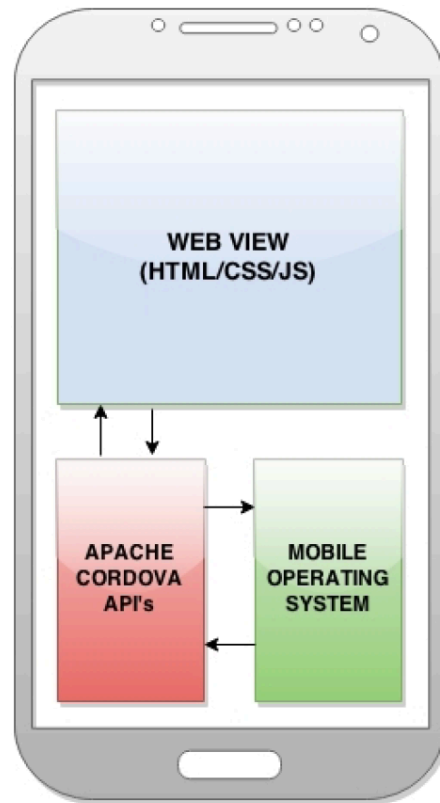 WEB VIEW
(HTML/CSS/JS)
APACHE
CORDOVA
API's
MOBILE
OPERATING
SYSTEM